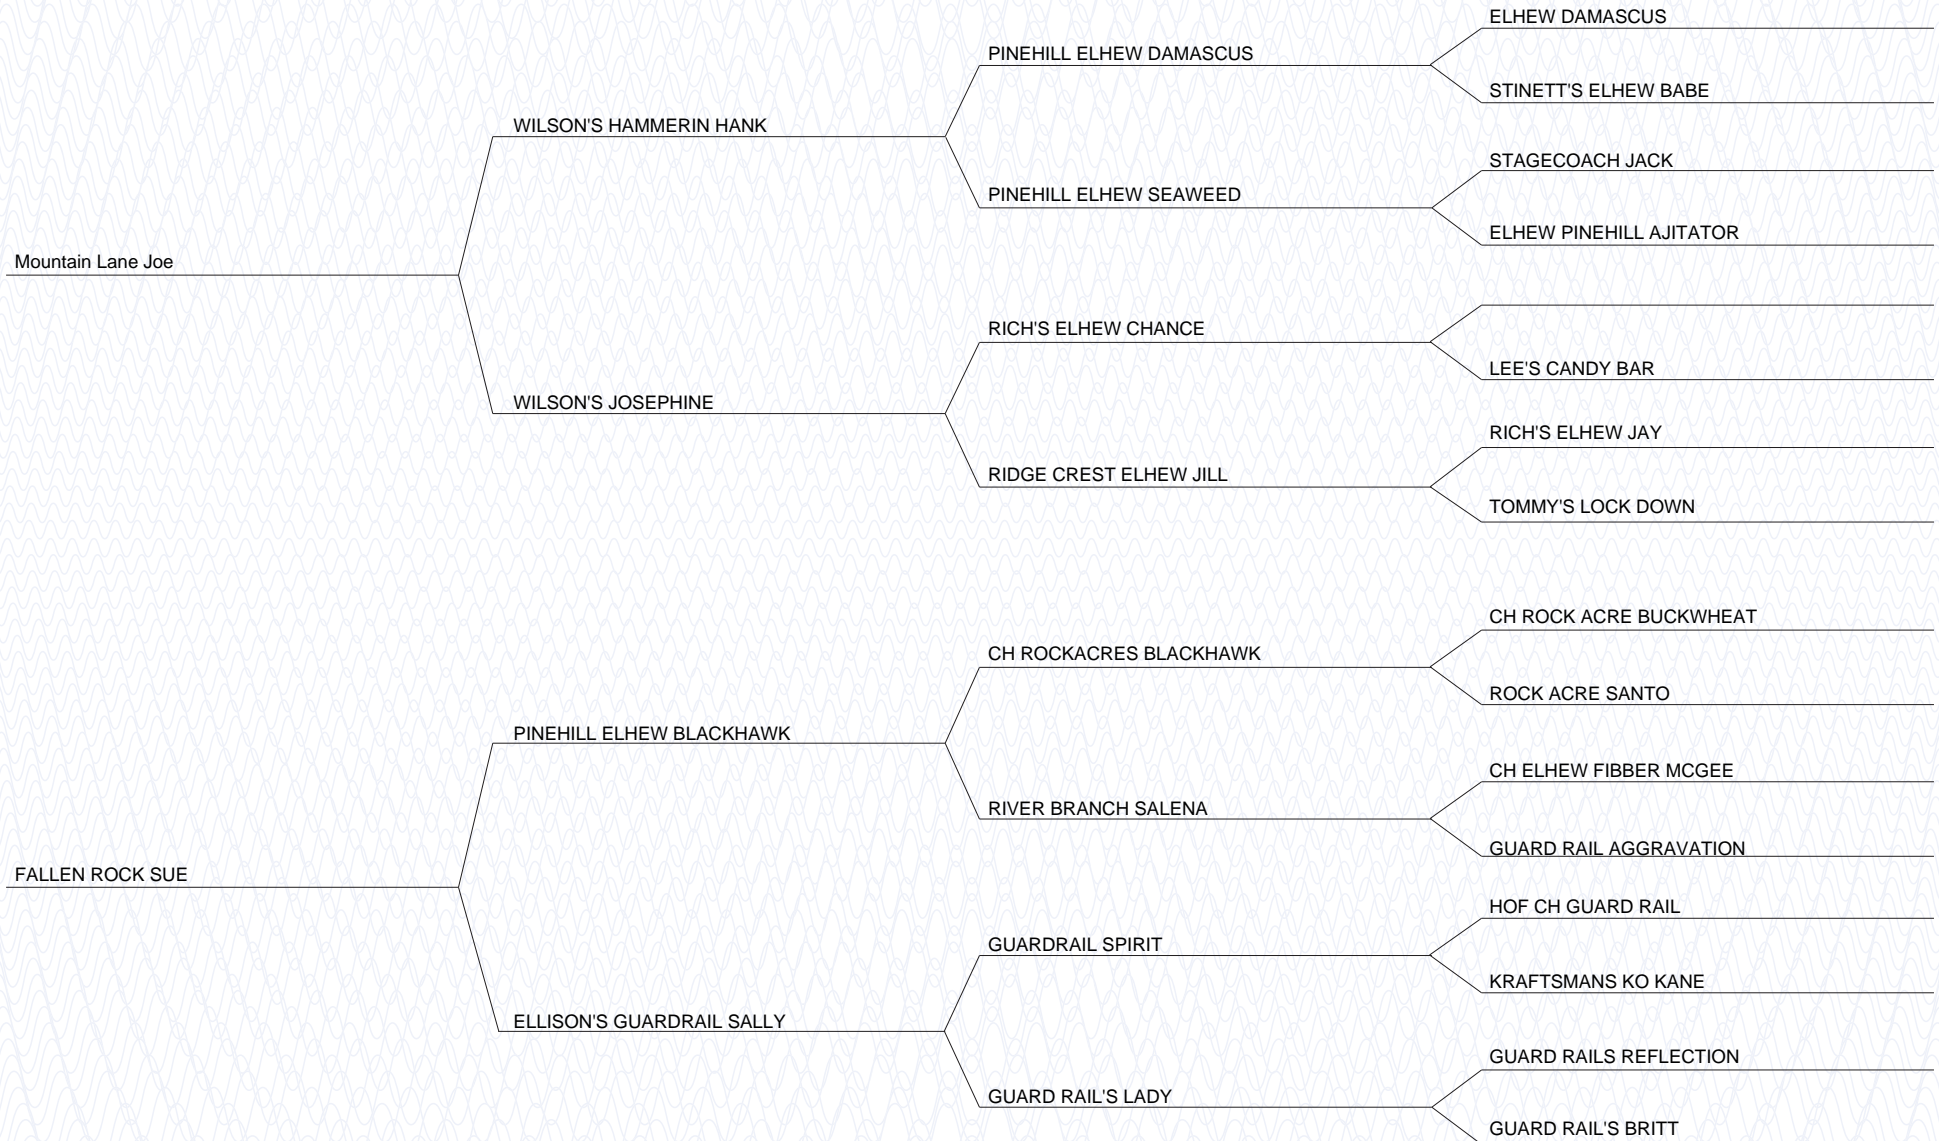 ELHEW DAMASCUS
PINEHILL ELHEW DAMASCUS
STINETT'S ELHEW BABE
WILSON'S HAMMERIN HANK
STAGECOACH JACK
PINEHILL ELHEW SEAWEED
ELHEW PINEHILL AJITATOR
Mountain Lane Joe
RICH'S ELHEW CHANCE
LEE'S CANDY BAR
WILSON'S JOSEPHINE
RICH'S ELHEW JAY
RIDGE CREST ELHEW JILL
TOMMY'S LOCK DOWN
CH ROCK ACRE BUCKWHEAT
CH ROCKACRES BLACKHAWK
ROCK ACRE SANTO
PINEHILL ELHEW BLACKHAWK
CH ELHEW FIBBER MCGEE
RIVER BRANCH SALENA
GUARD RAIL AGGRAVATION
FALLEN ROCK SUE
HOF CH GUARD RAIL
GUARDRAIL SPIRIT
KRAFTSMANS KO KANE
ELLISON'S GUARDRAIL SALLY
GUARD RAILS REFLECTION
GUARD RAIL'S LADY
GUARD RAIL'S BRITT